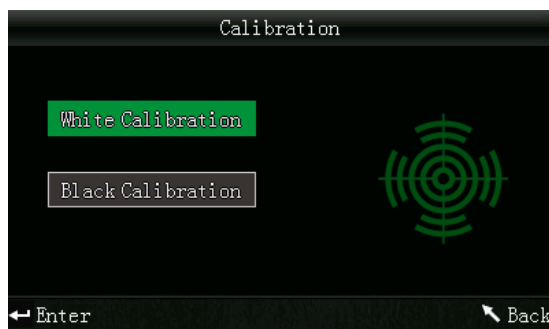 Calibration
White Calibration
Black Calibration
Enter
Back